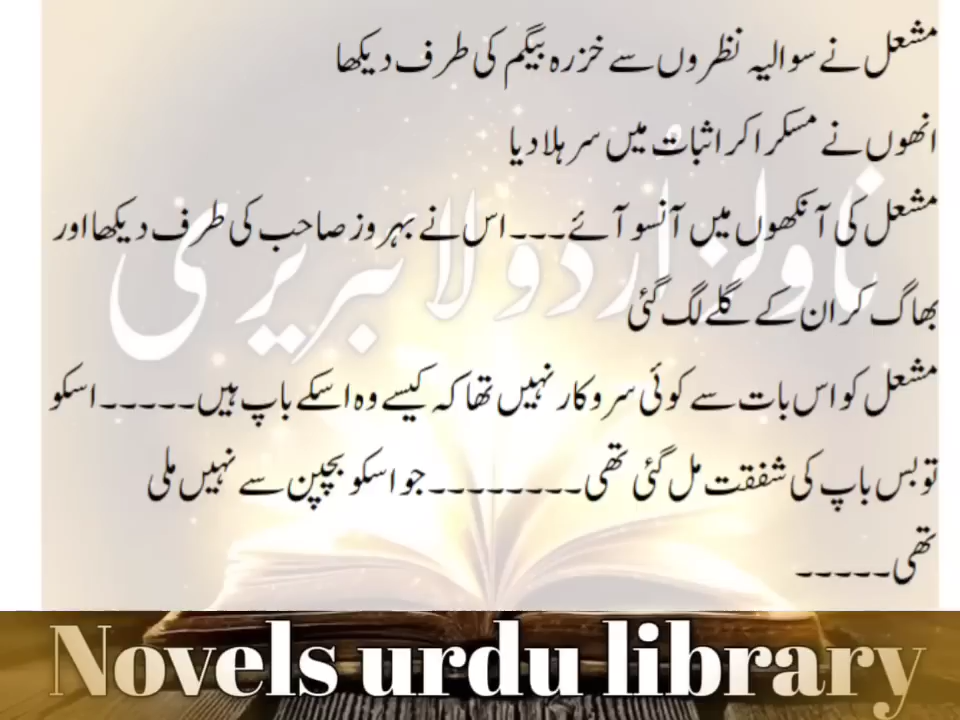 مشعل نے سوالیہ نظروں سے خزرہ بیگم کی طرف دیکھا
انھوں نے مسکرا کر اثبات میں سر ہلا دیا
مشعل کی آنکھوں میں آنسو آئے۔۔۔اس نے بہروز صاحب کی طرف دیکھا اور
بھاگ کر ان کے گلے لگ گئی
مشعل کو اس بات سے کوئی سروکار نہیں تھا کہ کیسے وہ اسکے باپ ہیں۔۔۔۔۔اسکو
تو بس باپ کی شفقت مل گئی تھی۔۔۔۔۔۔۔۔جو اسکو بچپن سے نہیں ملی
تھی۔۔۔۔۔
ناولز اُردو لائبریری
Novels urdu library